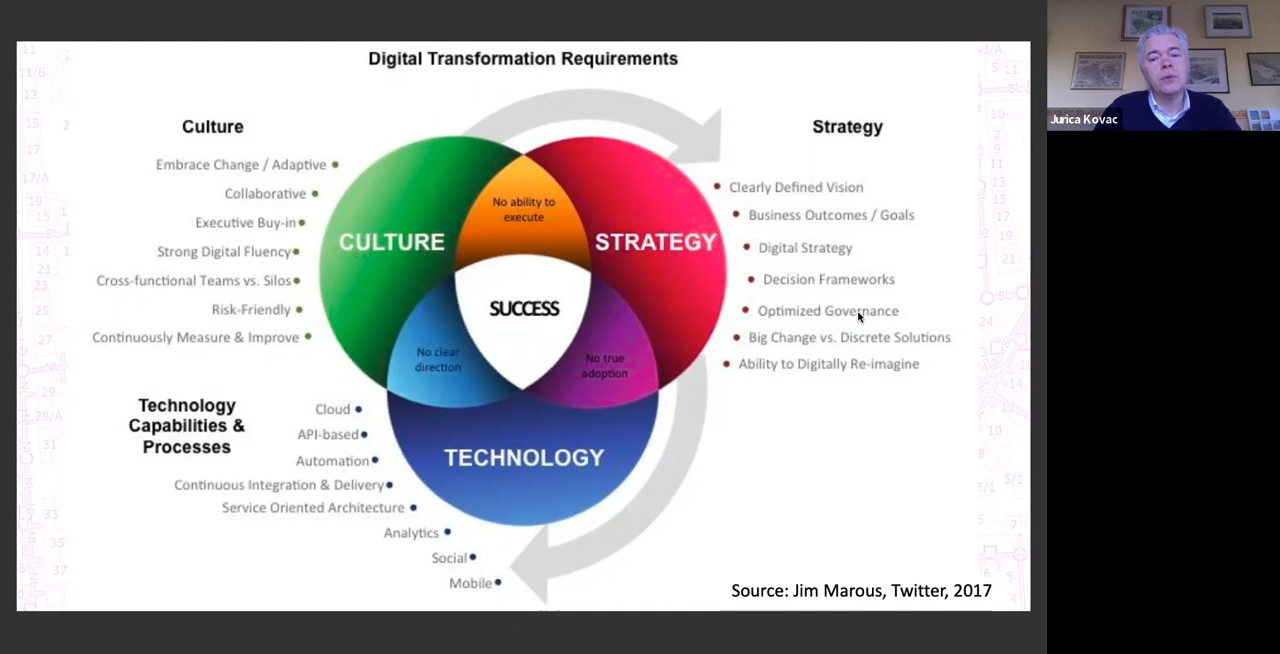 Digital Transformation Requirements
Culture
Embrace Change / Adaptive
Collaborative
Executive Buy-in
Strong Digital Fluency
Cross-functional Teams vs. Silos
Risk-Friendly
Continuously Measure & Improve
CULTURE
No ability to
execute
STRATEGY
SUCCESS
No clear
direction
No true
adoption
TECHNOLOGY
Strategy
Clearly Defined Vision
Business Outcomes / Goals
Digital Strategy
Decision Frameworks
Optimized Governance
Big Change vs. Discrete Solutions
Ability to Digitally Re-imagine
Technology
Capabilities &
Processes
Cloud
API-based
Automation
Continuous Integration & Delivery
Service Oriented Architecture
Analytics
Social
Mobile
Source: Jim Marous, Twitter, 2017
Jurica Kovac